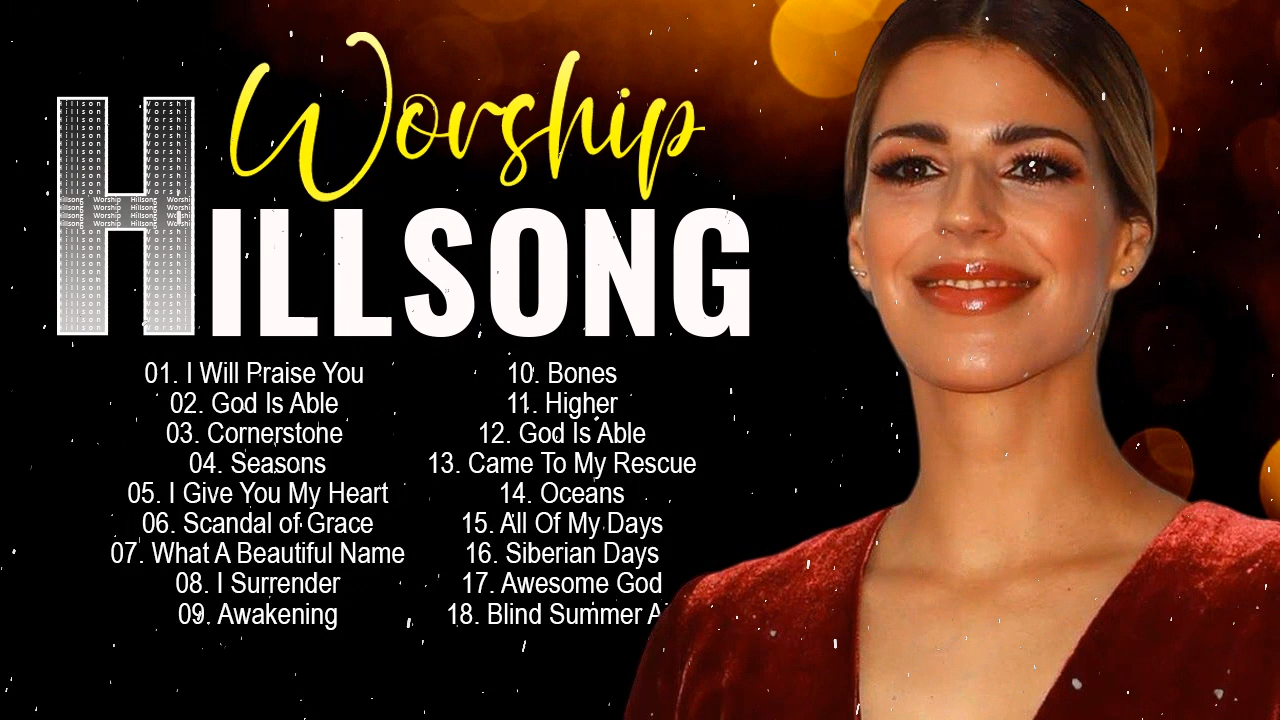 Worship
HILLSONG
01. I Will Praise You
02. God Is Able
03. Cornerstone
04. Seasons
05. I Give You My Heart
06. Scandal of Grace
07. What A Beautiful Name
08. I Surrender
09. Awakening
10. Bones
11. Higher
12. God Is Able
13. Came To My Rescue
14. Oceans
15. All Of My Days
16. Siberian Days
17. Awesome God
18. Blind Summer